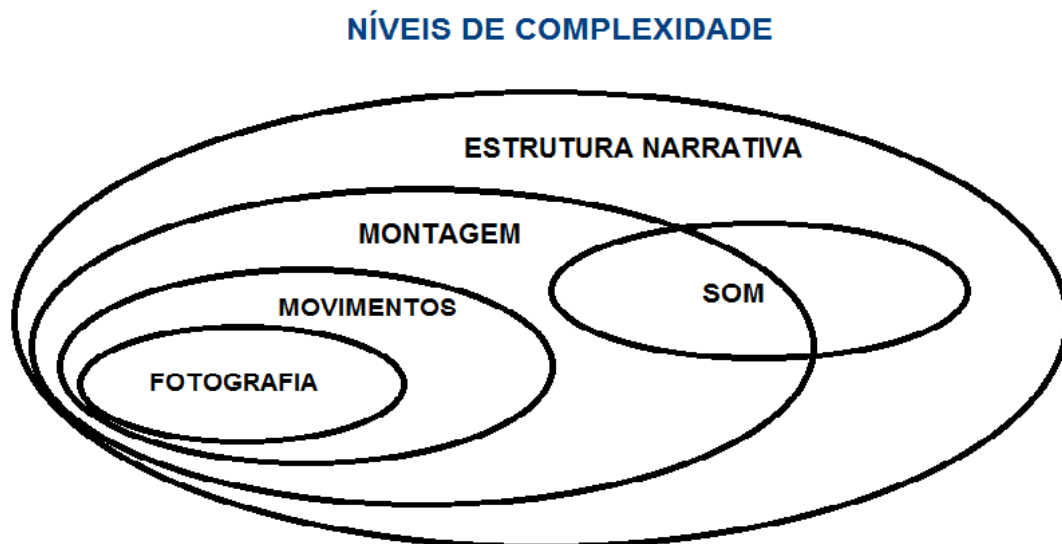 NÍVEIS DE COMPLEXIDADE
ESTRUTURA NARRATIVA
MONTAGEM
SOM
MOVIMENTOS
FOTOGRAFIA